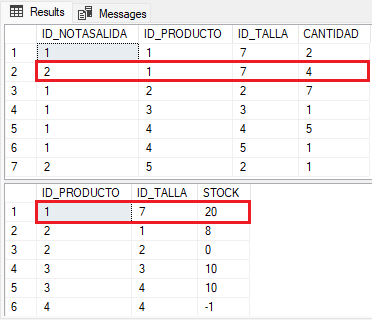 Results Messages
ID_NOTASALIDA ID_PRODUCTO ID_TALLA CANTIDAD
1 1 1 7 2
2 2 1 7 4
3 1 2 2 7
4 1 3 3 1
5 1 4 4 5
6 1 4 5 1
7 2 5 2 1
ID_PRODUCTO ID_TALLA STOCK
1 1 7 20
2 2 1 8
3 2 2 0
4 3 3 10
5 3 4 10
6 4 4 -1